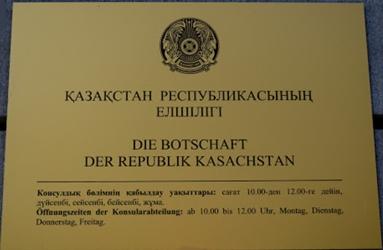 ҚАЗАҚСТАН РЕСПУБЛИКАСЫНЫҢ
ЕЛШІЛІГІ
DIE BOTSCHAFT
DER REPUBLIK KASACHSTAN
Консулдық бөлімнің қабылдау уақыттары: сағат 10.00-ден 12.00-ге дейін,
дүйсенбі, сейсенбі, бейсенбі, жұма.
Öffnungszeiten der Konsularabteilung: ab 10.00 bis 12.00 Uhr, Montag, Dienstag,
Donnerstag, Freitag.